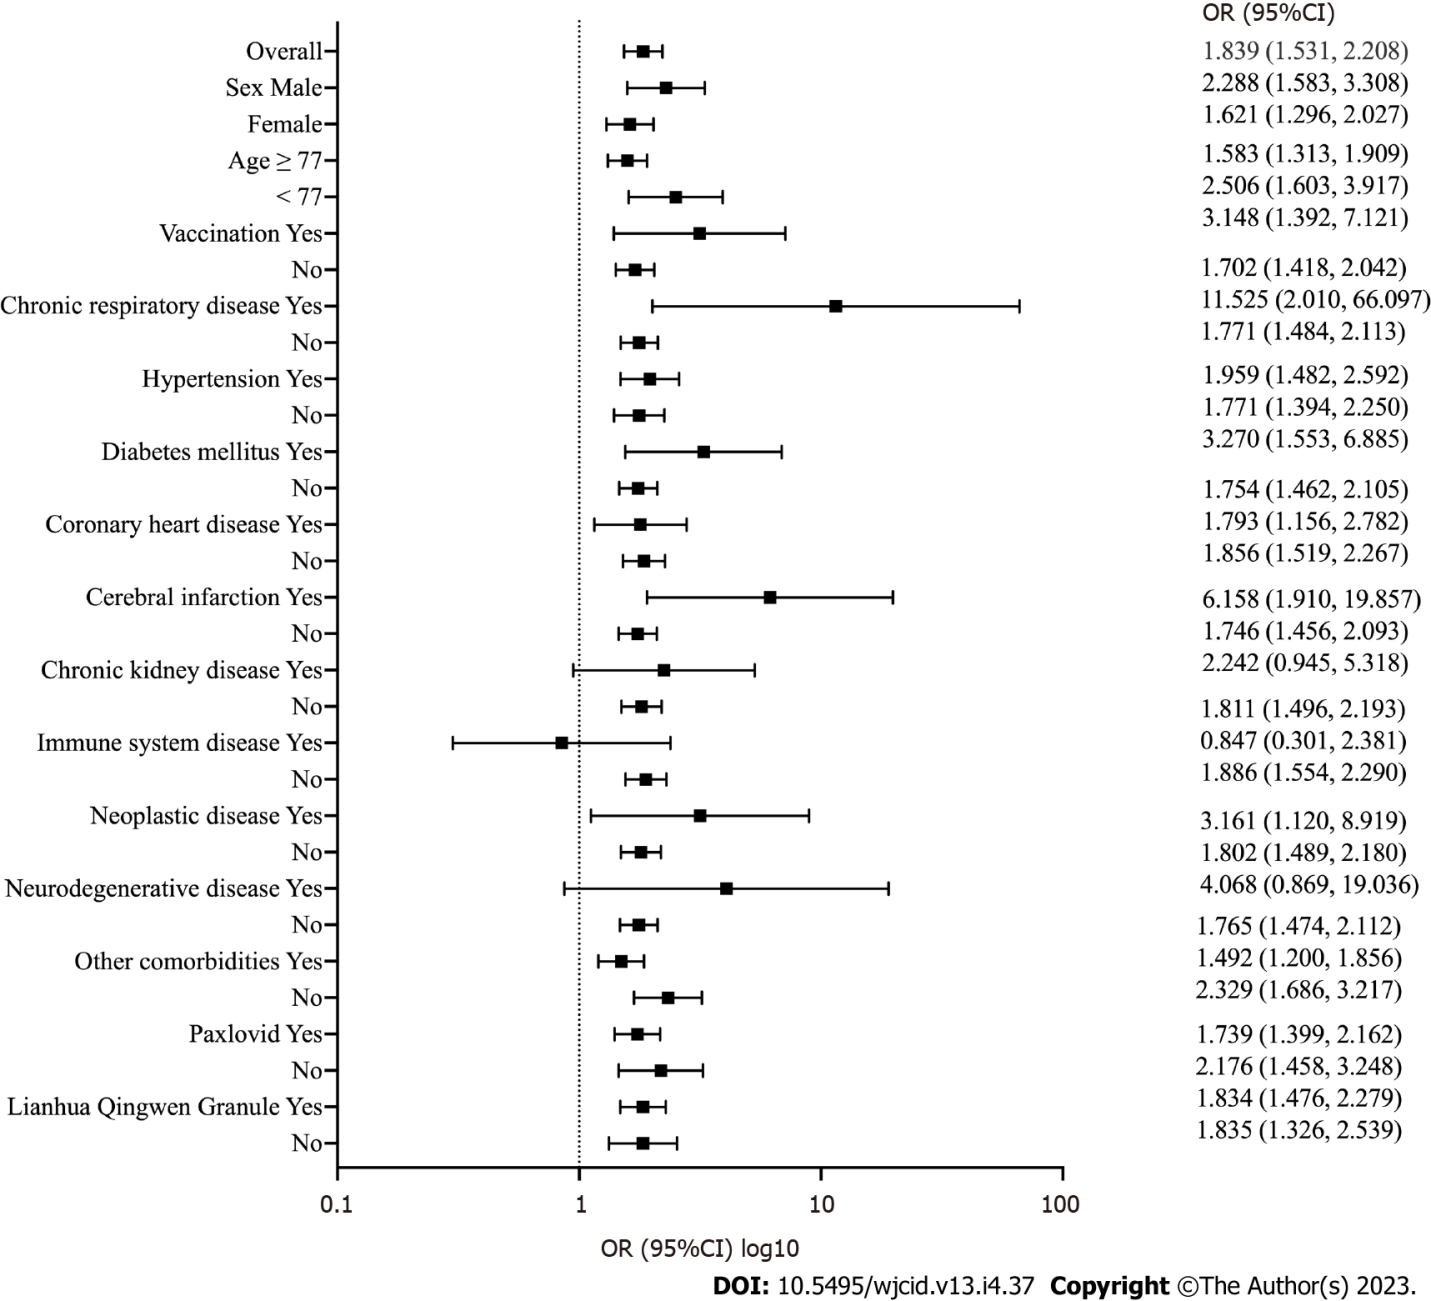 OR (95%CI)
Overall 1.839 (1.531, 2.208)
Sex Male 2.288 (1.583, 3.308)
Female 1.621 (1.296, 2.027)
Age ≥ 77 1.583 (1.313, 1.909)
< 77 2.506 (1.603, 3.917)
Vaccination Yes 3.148 (1.392, 7.121)
No 1.702 (1.418, 2.042)
Chronic respiratory disease Yes 11.525 (2.010, 66.097)
No 1.771 (1.484, 2.113)
Hypertension Yes 1.959 (1.482, 2.592)
No 1.771 (1.394, 2.250)
Diabetes mellitus Yes 3.270 (1.553, 6.885)
No 1.754 (1.462, 2.105)
Coronary heart disease Yes 1.793 (1.156, 2.782)
No 1.856 (1.519, 2.267)
Cerebral infarction Yes 6.158 (1.910, 19.857)
No 1.746 (1.456, 2.093)
Chronic kidney disease Yes 2.242 (0.945, 5.318)
No 1.811 (1.496, 2.193)
Immune system disease Yes 0.847 (0.301, 2.381)
No 1.886 (1.554, 2.290)
Neoplastic disease Yes 3.161 (1.120, 8.919)
No 1.802 (1.489, 2.180)
Neurodegenerative disease Yes 4.068 (0.869, 19.036)
No 1.765 (1.474, 2.112)
Other comorbidities Yes 1.492 (1.200, 1.856)
No 2.329 (1.686, 3.217)
Paxlovid Yes 1.739 (1.399, 2.162)
No 2.176 (1.458, 3.248)
Lianhua Qingwen Granule Yes 1.834 (1.476, 2.279)
No 1.835 (1.326, 2.539)
0.1 1 10 100
OR (95%CI) log10
DOI: 10.5495/wjcid.v13.i4.37 Copyright ©The Author(s) 2023.